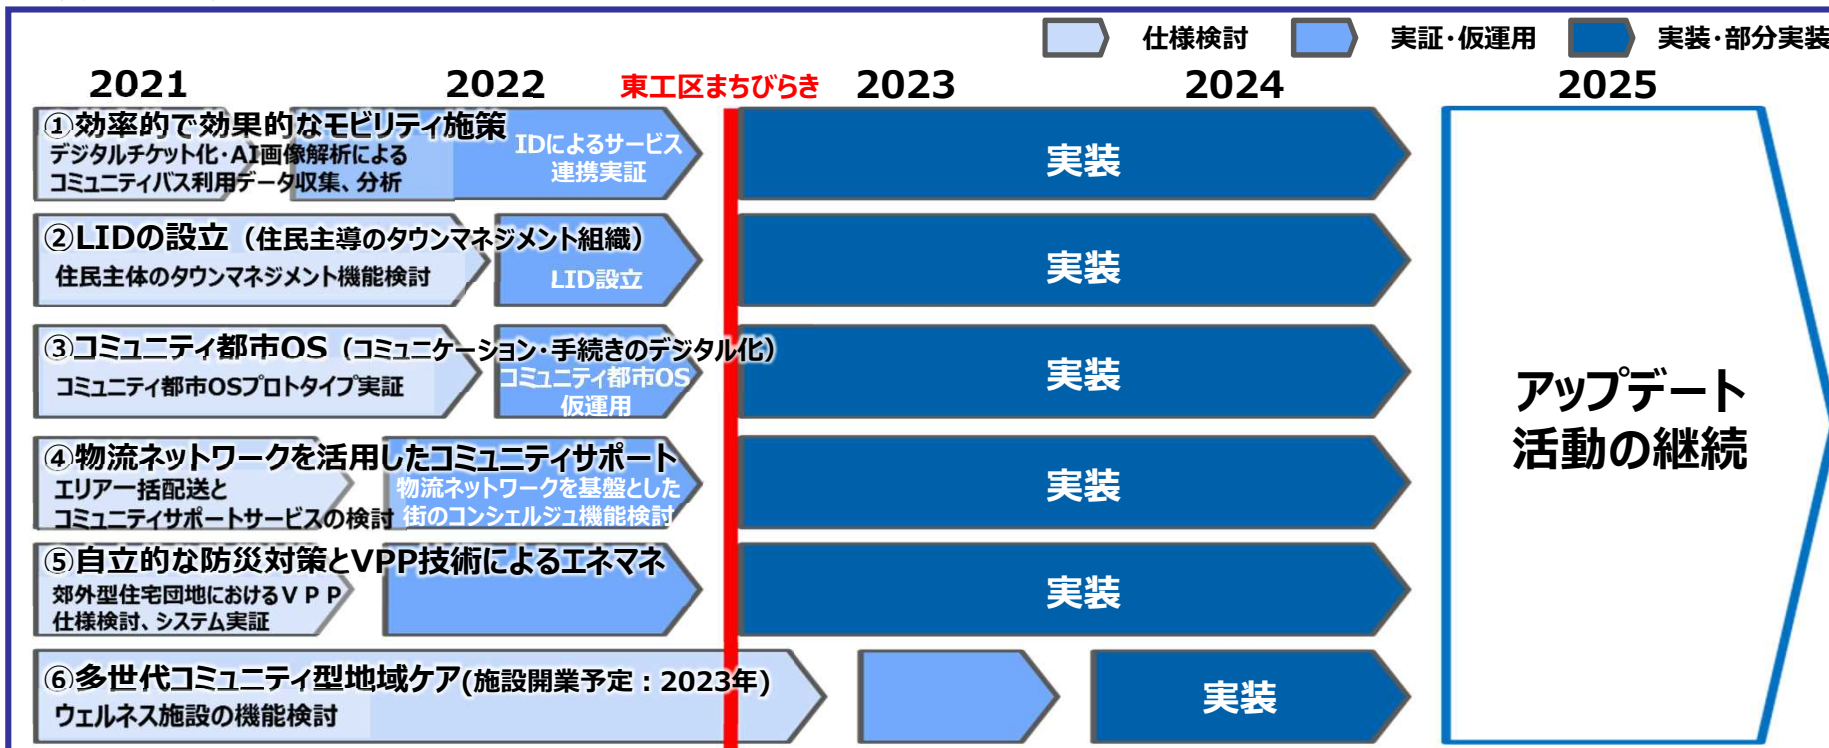 仕様検討
実証・仮運用
実装・部分実装
2021
2022
東工区まちびらき
2023
2024
2025
①効率的で効果的なモビリティ施策
デジタルチケット化・AI画像解析による
コミュニティバス利用データ収集、分析
IDによるサービス
連携実証
実装
②LIDの設立（住民主導のタウンマネジメント組織）
住民主体のタウンマネジメント機能検討
LID設立
実装
③コミュニティ都市OS（コミュニケーション・手続きのデジタル化）
コミュニティ都市OSプロトタイプ実証
コミュニティ都市OS
仮運用
実装
④物流ネットワークを活用したコミュニティサポート
エリア一括配送と
コミュニティサポートサービスの検討
物流ネットワークを基盤とした
街のコンシェルジュ機能検討
実装
⑤自立的な防災対策とVPP技術によるエネマネ
郊外型住宅団地におけるＶＰＰ
仕様検討、システム実証
実装
⑥多世代コミュニティ型地域ケア(施設開業予定：2023年)
ウェルネス施設の機能検討
実装
アップデート
活動の継続